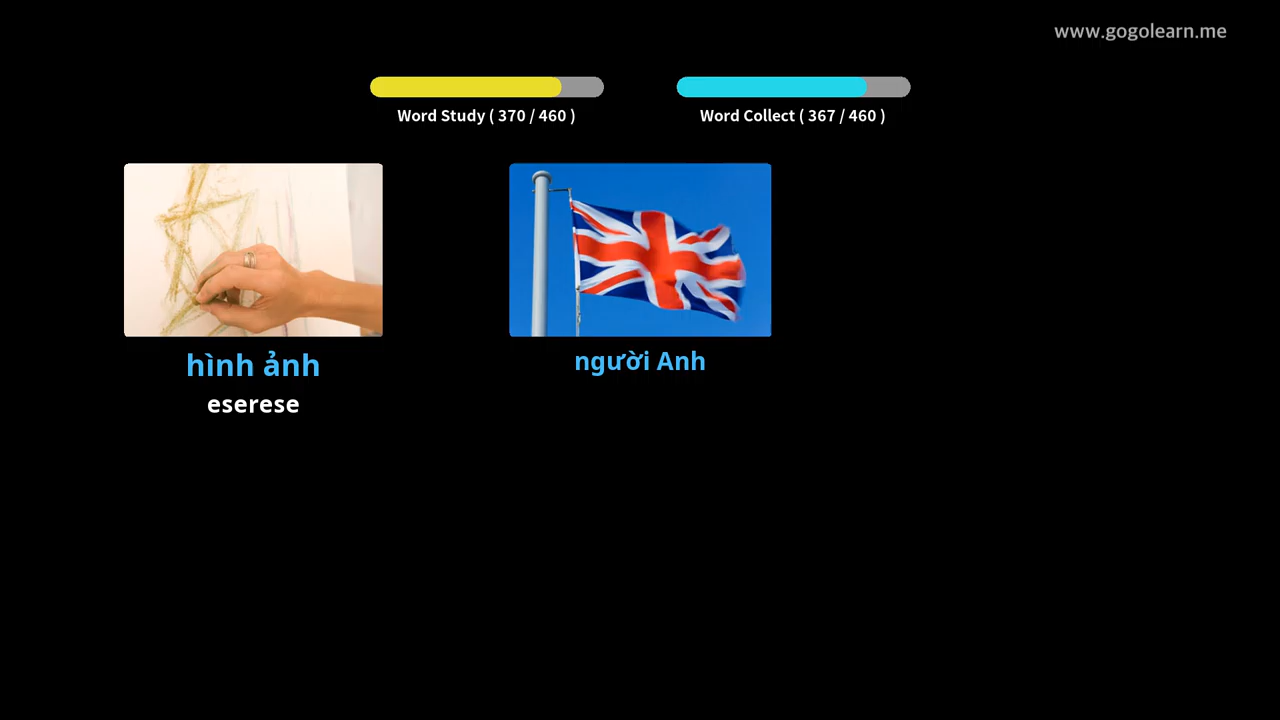 www.gogolearn.me
Word Study ( 370 / 460 )
Word Collect ( 367 / 460 )
hình ảnh
eserese
người Anh